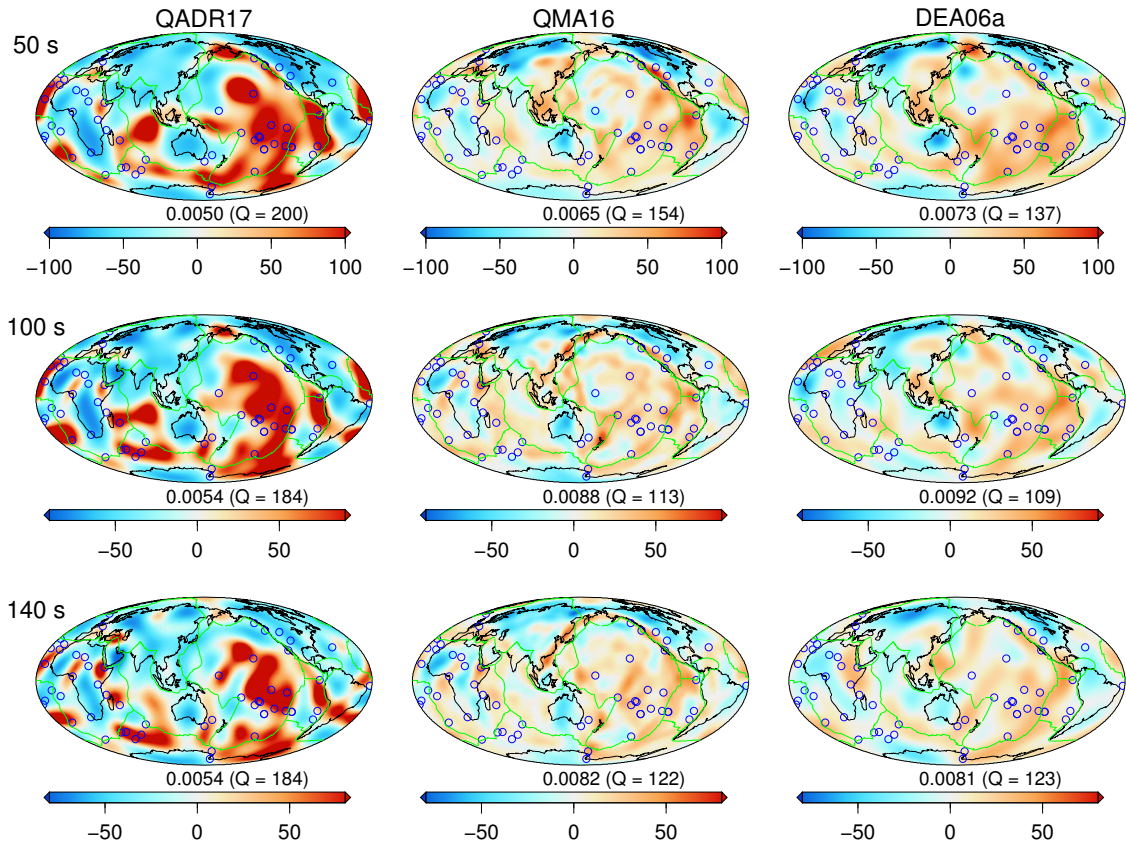 QADR17 QMA16 DEA06a
50 s
0.0050 (Q = 200) 0.0065 (Q = 154) 0.0073 (Q = 137)
−100 −50 0 50 100 −100 −50 0 50 100 −100 −50 0 50 100
100 s
0.0054 (Q = 184) 0.0088 (Q = 113) 0.0092 (Q = 109)
−50 0 50 −50 0 50 −50 0 50
140 s
0.0054 (Q = 184) 0.0082 (Q = 122) 0.0081 (Q = 123)
−50 0 50 −50 0 50 −50 0 50